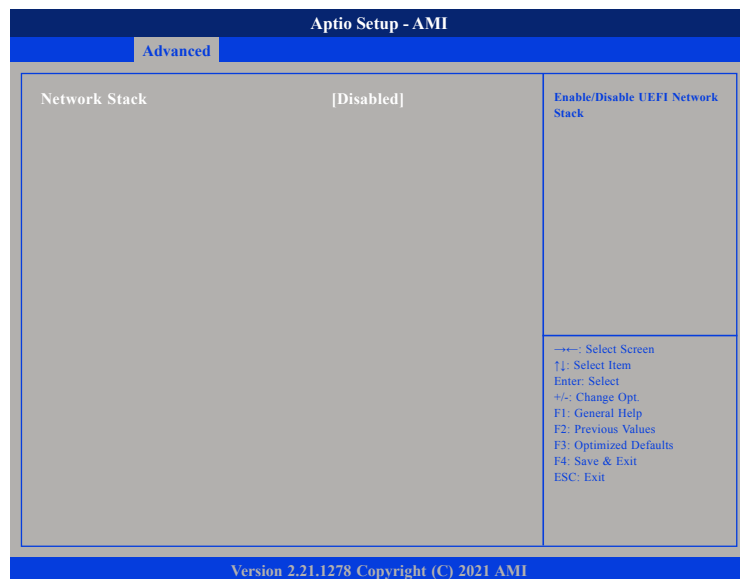 Aptio Setup - AMI
Advanced
Network Stack [Disabled]
Enable/Disable UEFI Network
Stack
→←: Select Screen
↑↓: Select Item
Enter: Select
+/-: Change Opt.
F1: General Help
F2: Previous Values
F3: Optimized Defaults
F4: Save & Exit
ESC: Exit
Version 2.21.1278 Copyright (C) 2021 AMI